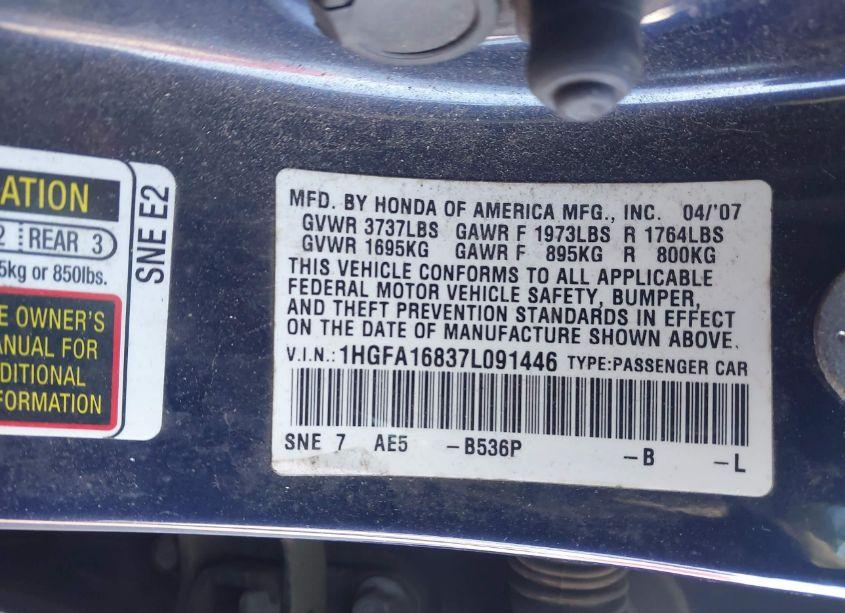 ATION
2 REAR 3
5kg or 850lbs.
E OWNER'S
ANUAL FOR
DDITIONAL
FORMATION
SNE E2
MFD. BY HONDA OF AMERICA MFG., INC. 04/'07
GVWR 3737LBS GAWR F 1973LBS R 1764LBS
GVWR 1695KG GAWR F 895KG R 800KG
THIS VEHICLE CONFORMS TO ALL APPLICABLE
FEDERAL MOTOR VEHICLE SAFETY, BUMPER,
AND THEFT PREVENTION STANDARDS IN EFFECT
ON THE DATE OF MANUFACTURE SHOWN ABOVE.
V.I.N.: 1HGFA16837L091446 TYPE:PASSENGER CAR
SNE 7 AE5 -B536P -B -L